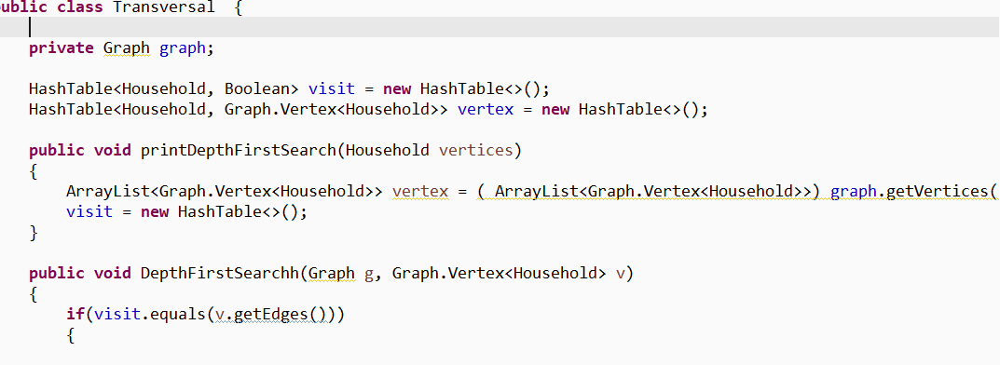 public class Transversal  {
private Graph graph;
HashTable<Household, Boolean> visit = new HashTable<>();
HashTable<Household, Graph.Vertex<Household>> vertex = new HashTable<>();
public void printDepthFirstSearch(Household vertices)
{
ArrayList<Graph.Vertex<Household>> vertex = ( ArrayList<Graph.Vertex<Household>>) graph.getVertices(
visit = new HashTable<>();
}
public void DepthFirstSearchh(Graph g, Graph.Vertex<Household> v)
{
if(visit.equals(v.getEdges()))
{